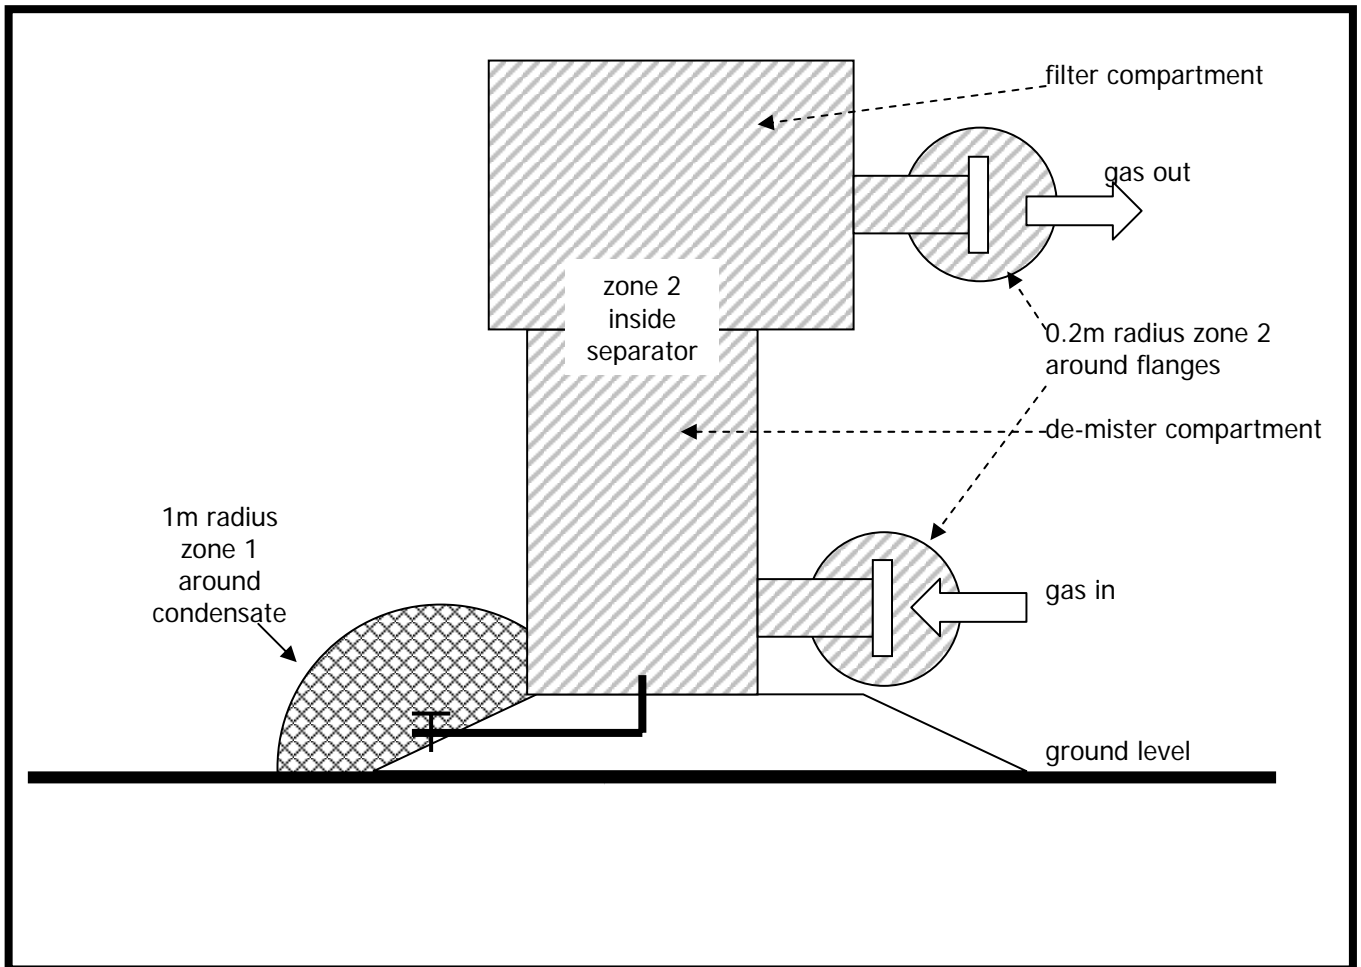 filter compartment
gas out
zone 2
inside
separator
0.2m radius zone 2
around flanges
de-mister compartment
1m radius
zone 1
around
condensate
gas in
ground level